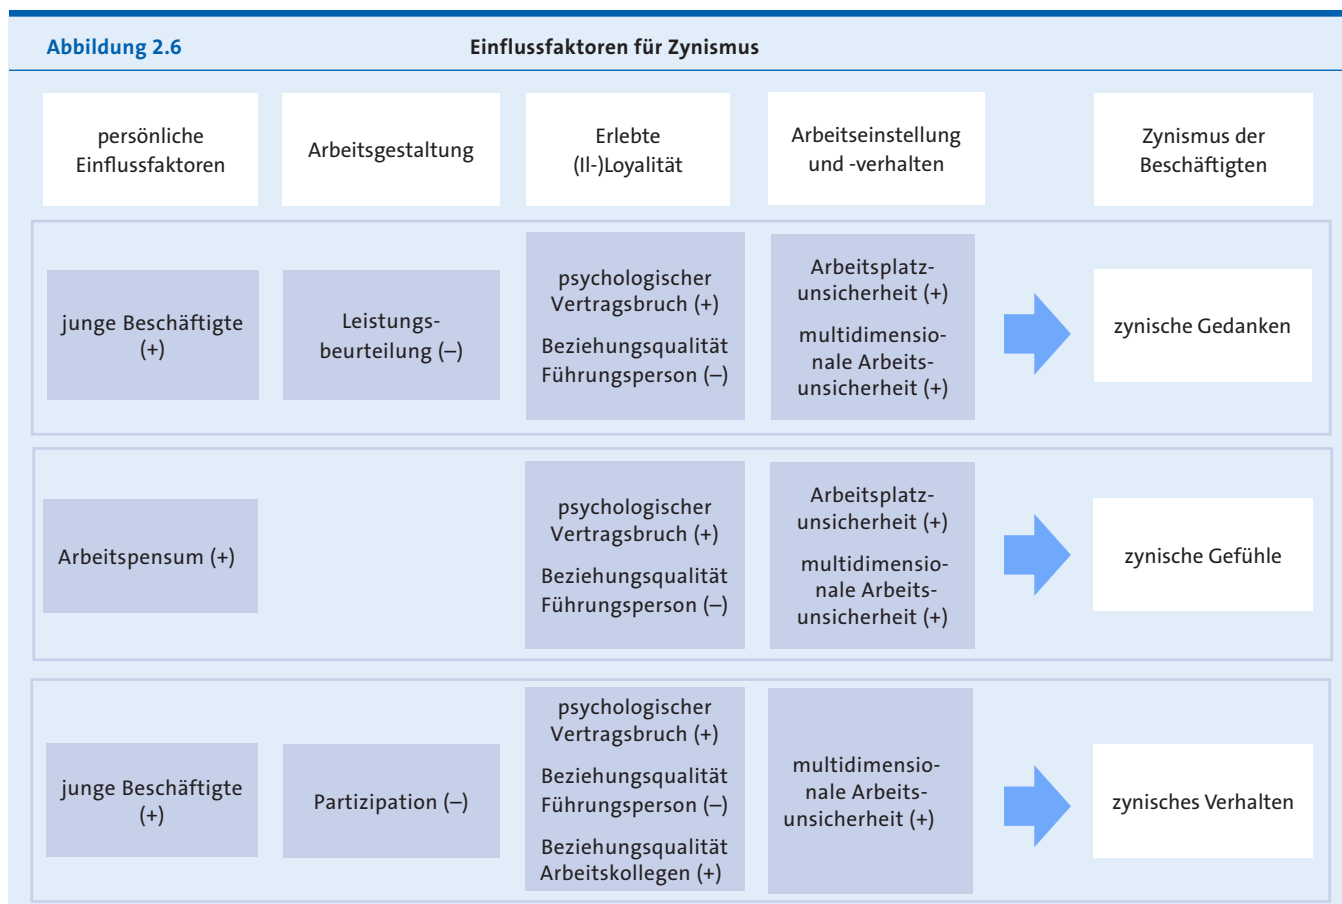 Abbildung 2.6
Einflussfaktoren für Zynismus
persönliche
Einflussfaktoren
Arbeitsgestaltung
Erlebte
(Il-)Loyalität
Arbeitseinstellung
und -verhalten
Zynismus der
Beschäftigten
junge Beschäftigte
(+)
Leistungs-
beurteilung (–)
psychologischer
Vertragsbruch (+)
Beziehungsqualität
Führungsperson (–)
Arbeitsplatz-
unsicherheit (+)
multidimensio-
nale Arbeits-
unsicherheit (+)
zynische Gedanken
Arbeitspensum (+)
psychologischer
Vertragsbruch (+)
Beziehungsqualität
Führungsperson (–)
Arbeitsplatz-
unsicherheit (+)
multidimensio-
nale Arbeits-
unsicherheit (+)
zynische Gefühle
junge Beschäftigte
(+)
Partizipation (–)
psychologischer
Vertragsbruch (+)
Beziehungsqualität
Führungsperson (–)
Beziehungsqualität
Arbeitskollegen (+)
multidimensio-
nale Arbeits-
unsicherheit (+)
zynisches Verhalten